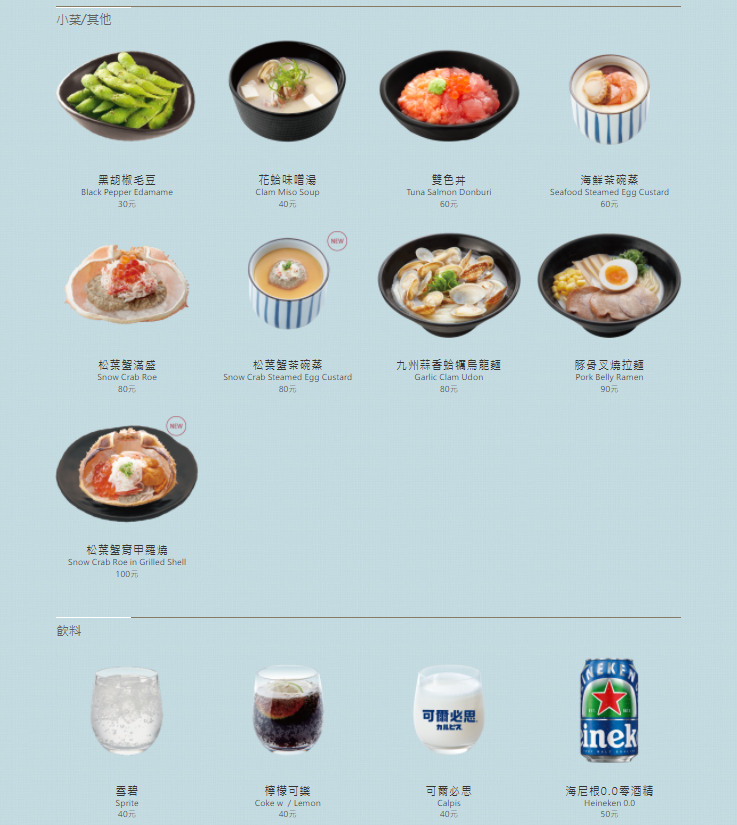 小菜/其他
黑胡椒毛豆
Black Pepper Edamame
30元
花蛤味噌湯
Clam Miso Soup
40元
雙色丼
Tuna Salmon Donburi
60元
海鮮茶碗蒸
Seafood Steamed Egg Custard
60元
松葉蟹滿盛
Snow Crab Roe
80元
NEW
松葉蟹茶碗蒸
Snow Crab Steamed Egg Custard
80元
九州蒜香蛤蠣烏龍麵
Garlic Clam Udon
80元
豚骨叉燒拉麵
Pork Belly Ramen
90元
NEW
松葉蟹寶甲羅燒
Snow Crab Roe in Grilled Shell
100元
飲料
雪碧
Sprite
40元
檸檬可樂
Coke w / Lemon
40元
可爾必思
カルピス
可爾必思
Calpis
40元
HEINEKEN
einek
海尼根0.0零酒精
Heineken 0.0
50元